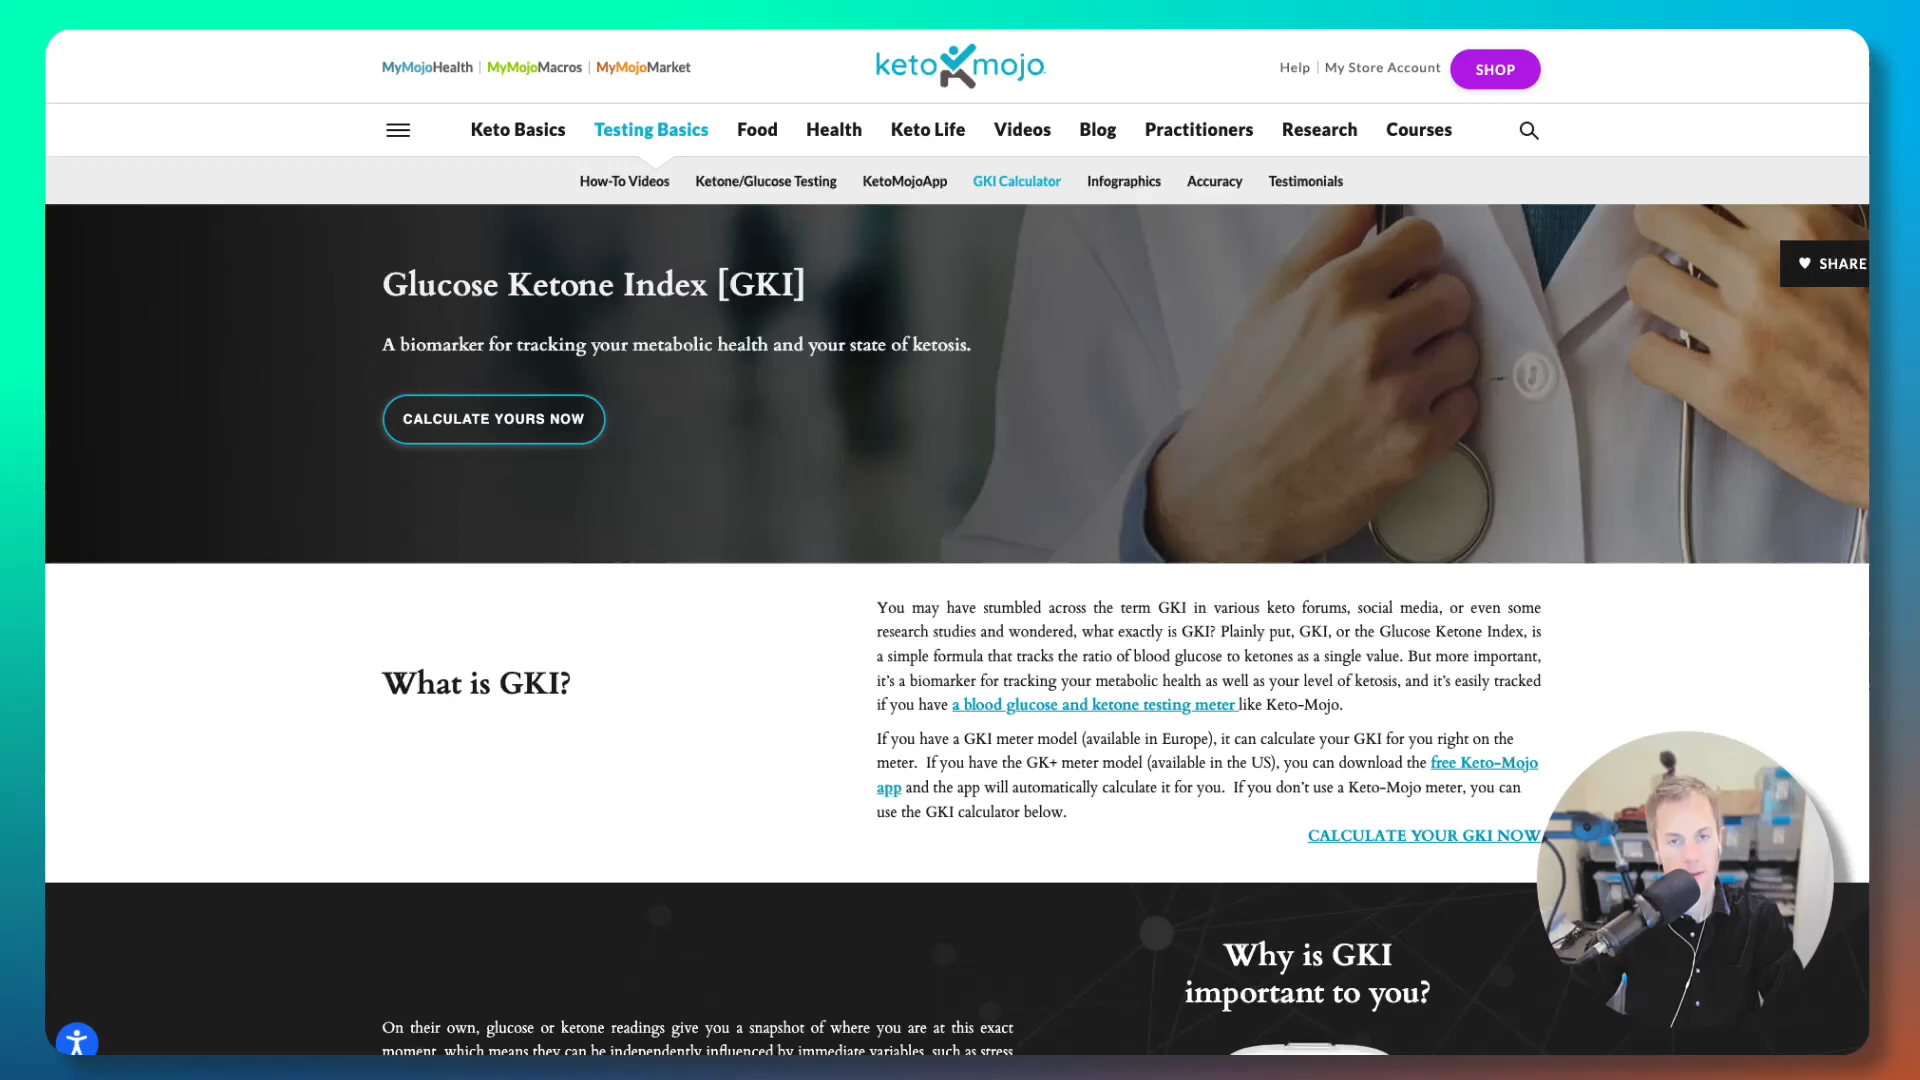 MyMojoHealth | MyMojoMacros | MyMojoMarket
keto mojo
Help | My Store Account
SHOP
Keto Basics
Testing Basics
Food
Health
Keto Life
Videos
Blog
Practitioners
Research
Courses
How-To Videos
Ketone/Glucose Testing
KetoMojoApp
GKI Calculator
Infographics
Accuracy
Testimonials
SHARE
Glucose Ketone Index [GKI]
A biomarker for tracking your metabolic health and your state of ketosis.
CALCULATE YOURS NOW
What is GKI?
You may have stumbled across the term GKI in various keto forums, social media, or even some
research studies and wondered, what exactly is GKI? Plainly put, GKI, or the Glucose Ketone Index, is
a simple formula that tracks the ratio of blood glucose to ketones as a single value. But more important,
it’s a biomarker for tracking your metabolic health as well as your level of ketosis, and it’s easily tracked
if you have a blood glucose and ketone testing meter like Keto-Mojo.
If you have a GKI meter model (available in Europe), it can calculate your GKI for you right on the
meter. If you have the GK+ meter model (available in the US), you can download the free Keto-Mojo
app and the app will automatically calculate it for you. If you don’t use a Keto-Mojo meter, you can
use the GKI calculator below.
CALCULATE YOUR GKI NOW
Why is GKI
important to you?
On their own, glucose or ketone readings give you a snapshot of where you are at this exact
moment, which means they can be independently influenced by immediate variables, such as stress